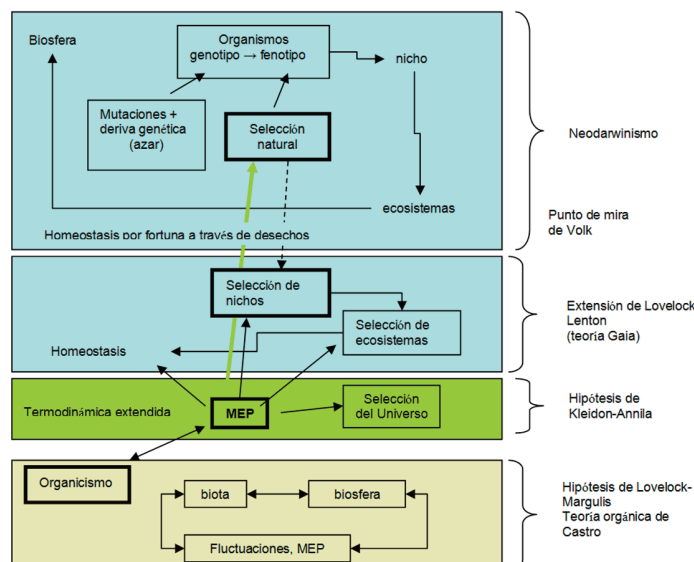 Biosfera
Organismos
genotipo → fenotipo
nicho
Mutaciones +
deriva genética
(azar)
Selección
natural
ecosistemas
Homeostasis por fortuna a través de desechos
Neodarwinismo
Punto de mira
de Volk
Selección de
nichos
Selección de
ecosistemas
Homeostasis
Extensión de Lovelock
Lenton
(teoría Gaia)
Termodinámica extendida
MEP
Selección
del Universo
Hipótesis de
Kleidon-Annila
Organicismo
biota
biosfera
Fluctuaciones, MEP
Hipótesis de Lovelock-
Margulis
Teoría orgánica de
Castro